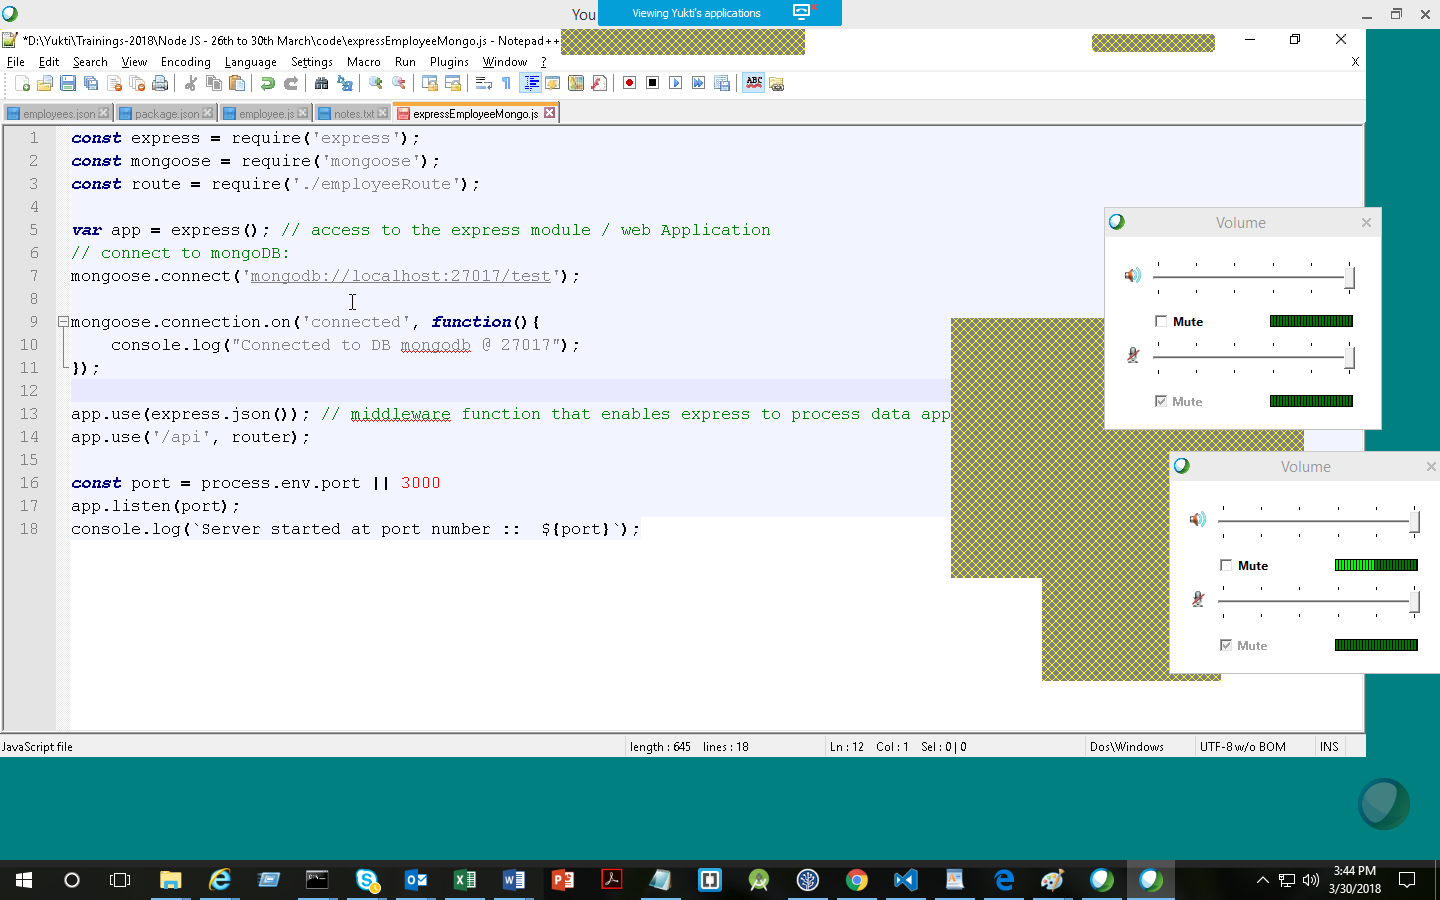 You
Viewing Yukti's applications
*D:\Yukti\Trainings-2018\Node JS - 26th to 30th March\code\expressEmployeeMongo.js - Notepad++
File Edit Search View Encoding Language Settings Macro Run Plugins Window ? X
employees.json package.json employee.js notes.txt expressEmployeeMongo.js
1 const express = require('express');
2 const mongoose = require('mongoose');
3 const route = require('./employeeRoute');
4
5 var app = express(); // access to the express module / web Application
6 // connect to mongoDB:
7 mongoose.connect('mongodb://localhost:27017/test');
8
9 mongoose.connection.on('connected', function(){
10 console.log("Connected to DB mongodb @ 27017");
11 });
12
13 app.use(express.json()); // middleware function that enables express to process data app
14 app.use('/api', router);
15
16 const port = process.env.port || 3000
17 app.listen(port);
18 console.log(`Server started at port number ::  ${port}`);
Volume
Mute
Mute
Volume
Mute
Mute
JavaScript file length : 645 lines : 18 Ln : 12 Col : 1 Sel : 0 | 0 Dos\Windows UTF-8 w/o BOM INS
3:44 PM
3/30/2018